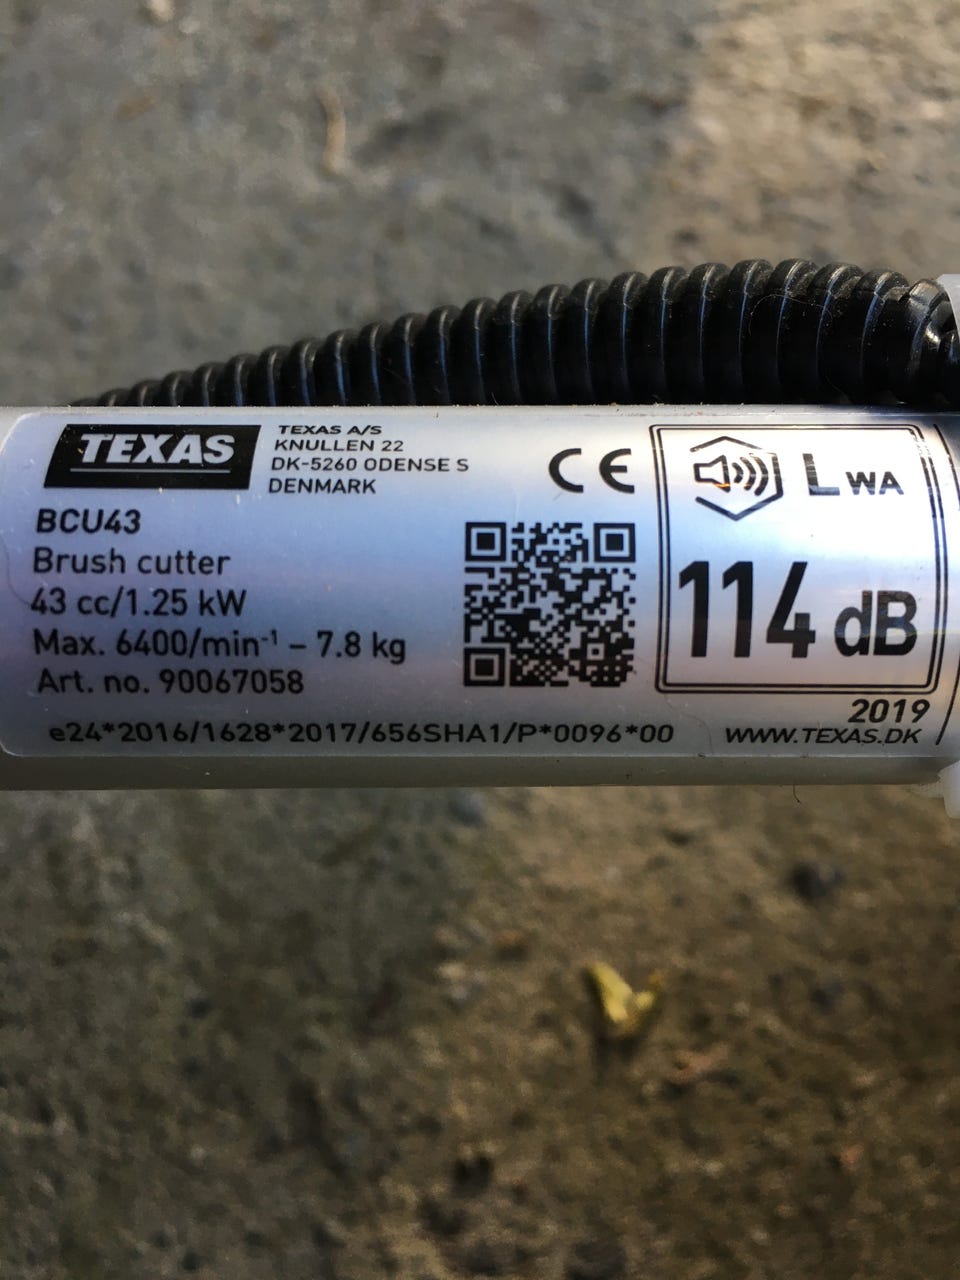 TEXAS
TEXAS A/S
KNULLEN 22
DK-5260 ODENSE S
DENMARK
CE
BCU43
Brush cutter
43 cc/1.25 kW
Max. 6400/min⁻¹ – 7.8 kg
Art. no. 90067058
e24*2016/1628*2017/656SHA1/P*0096*00
LWA
114 dB
2019
WWW.TEXAS.DK